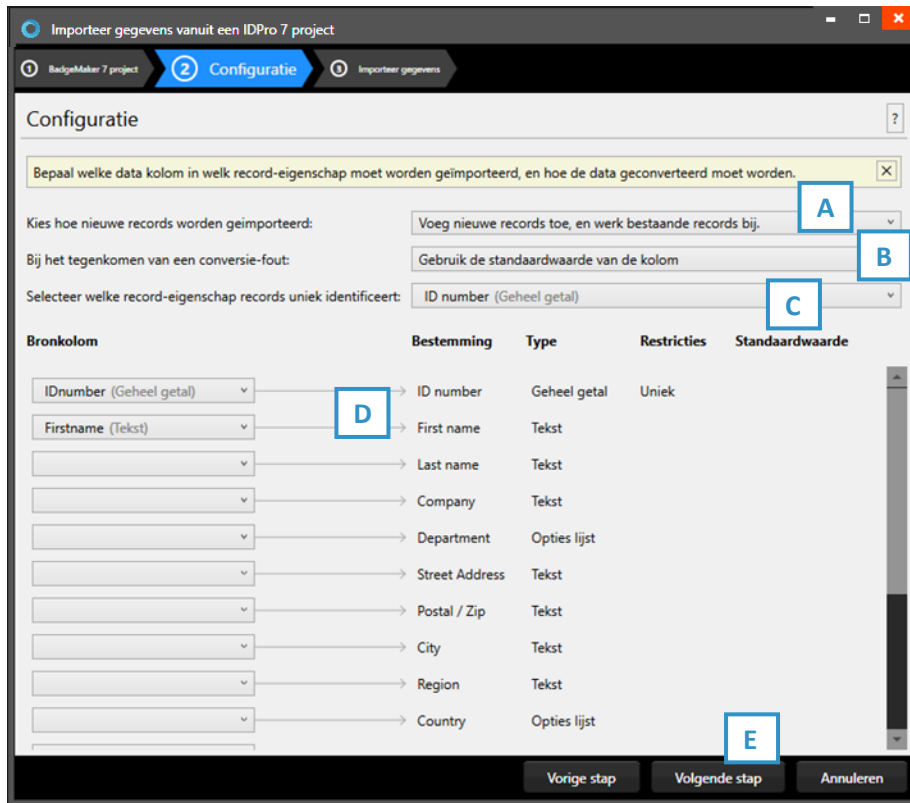 Importeer gegevens vanuit een IDPro 7 project
1 BadgeMaker 7 project 2 Configuratie 3 Importeer gegevens
Configuratie ?
Bepaal welke data kolom in welk record-eigenschap moet worden geïmporteerd, en hoe de data geconverteerd moet worden.
A
Kies hoe nieuwe records worden geimporteerd: Voeg nieuwe records toe, en werk bestaande records bij.
B
Bij het tegenkomen van een conversie-fout: Gebruik de standaardwaarde van de kolom
Selecteer welke record-eigenschap records uniek identificeert: ID number (Geheel getal)
C
Bronkolom Bestemming Type Restricties Standaardwaarde
IDnumber (Geheel getal) ID number Geheel getal Uniek
D
Firstname (Tekst) First name Tekst
Last name Tekst
Company Tekst
Department Opties lijst
Street Address Tekst
Postal / Zip Tekst
City Tekst
Region Tekst
Country Opties lijst
E
Vorige stap Volgende stap Annuleren